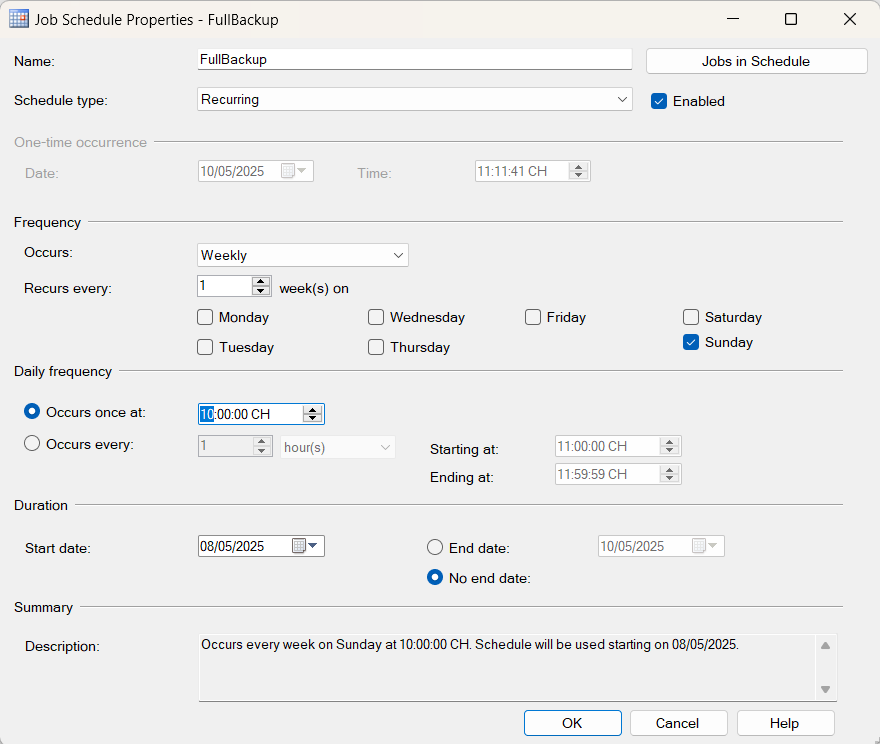 Job Schedule Properties - FullBackup
Name: FullBackup Jobs in Schedule
Schedule type: Recurring Enabled
One-time occurrence
Date: 10/05/2025 Time: 11:11:41 CH
Frequency
Occurs: Weekly
Recurs every: 1 week(s) on
Monday Wednesday Friday Saturday
Tuesday Thursday Sunday
Daily frequency
Occurs once at: 10:00:00 CH
Occurs every: 1 hour(s) Starting at: 11:00:00 CH
Ending at: 11:59:59 CH
Duration
Start date: 08/05/2025 End date: 10/05/2025
No end date:
Summary
Description: Occurs every week on Sunday at 10:00:00 CH. Schedule will be used starting on 08/05/2025.
OK Cancel Help